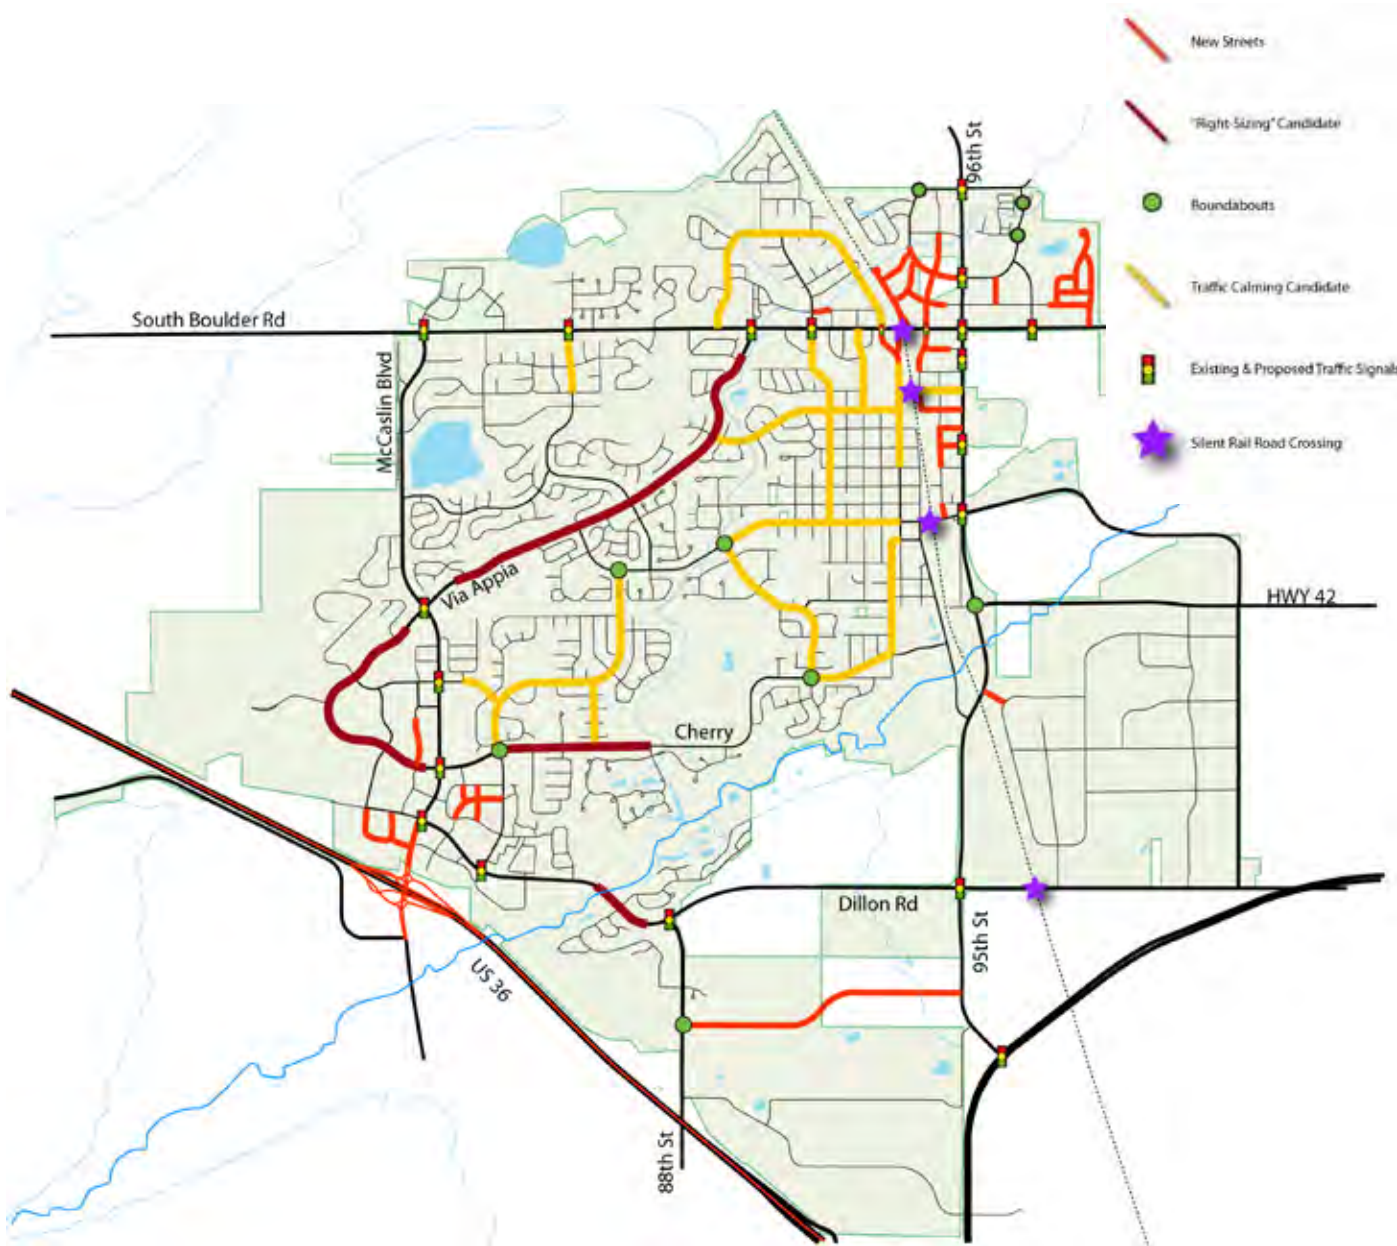 New Streets
"Right-Sizing" Candidate
Roundabouts
Traffic Calming Candidate
Existing & Proposed Traffic Signals
Silent Rail Road Crossing
96th St
South Boulder Rd
McCaslin Blvd
Via Appia
HWY 42
Cherry
Dillon Rd
95th St
US 36
88th St